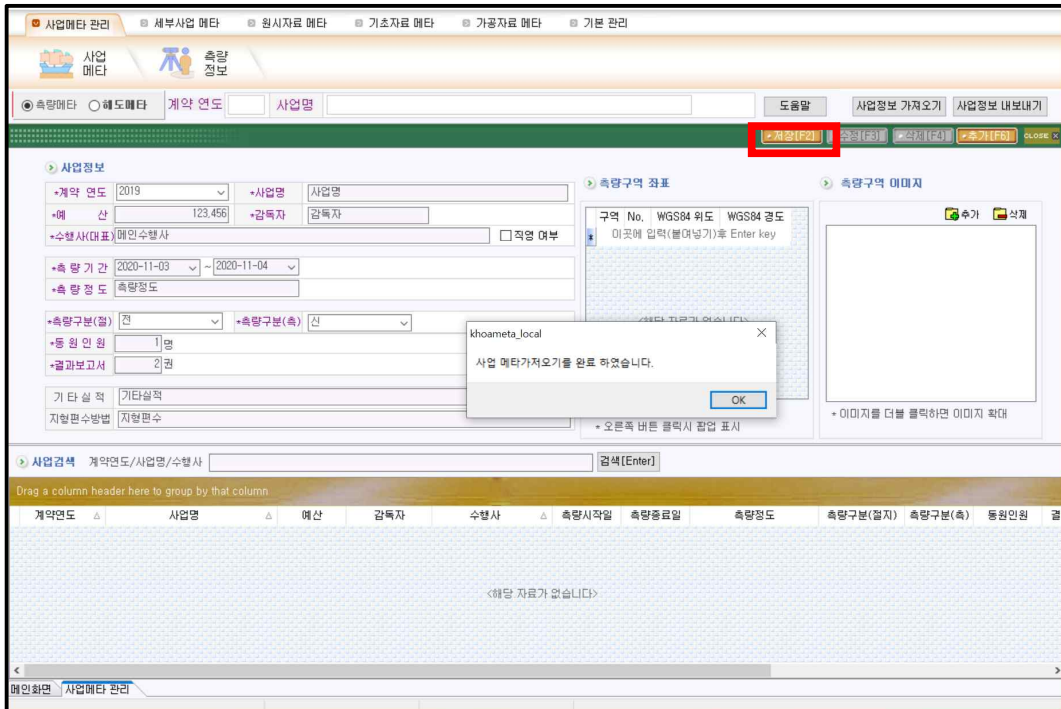 사업메타 관리 세부사업 메타 원시자료 메타 기초자료 메타 가공자료 메타 기본 관리
사업 메타 측량 정보
측량메타 해도메타 계약 연도 사업명 도움말 사업정보 가져오기 사업정보 내보내기
저장[F2] 수정[F3] 삭제[F4] 추가[F6] CLOSE
사업정보
*계약 연도 2019 *사업명 사업명
*예 산 123,456 *감독자 감독자
*수행사(대표) 메인수행사 직영 여부
*측 량 기 간 2020-11-03 ~ 2020-11-04
*측 량 정 도 측량정도
*측량구분(절) 전 *측량구분(측) 신
*동 원 인 원 1 명
*결과보고서 2 권
기 타 실 적 기타실적
지형편수방법 지형편수
측량구역 좌표
구역 No. WGS84 위도 WGS84 경도
이곳에 입력(붙여넣기)후 Enter key
<해당 자료가 없습니다>
* 오른쪽 버튼 클릭시 팝업 표시
측량구역 이미지
추가 삭제
* 이미지를 더블 클릭하면 이미지 확대
khoameta_local
사업 메타가져오기를 완료 하였습니다.
OK
사업검색 계약연도/사업명/수행사 검색[Enter]
Drag a column header here to group by that column
계약연도 사업명 예산 감독자 수행사 측량시작일 측량종료일 측량정도 측량구분(절지) 측량구분(측) 동원인원 결
<해당 자료가 없습니다>
메인화면 사업메타 관리